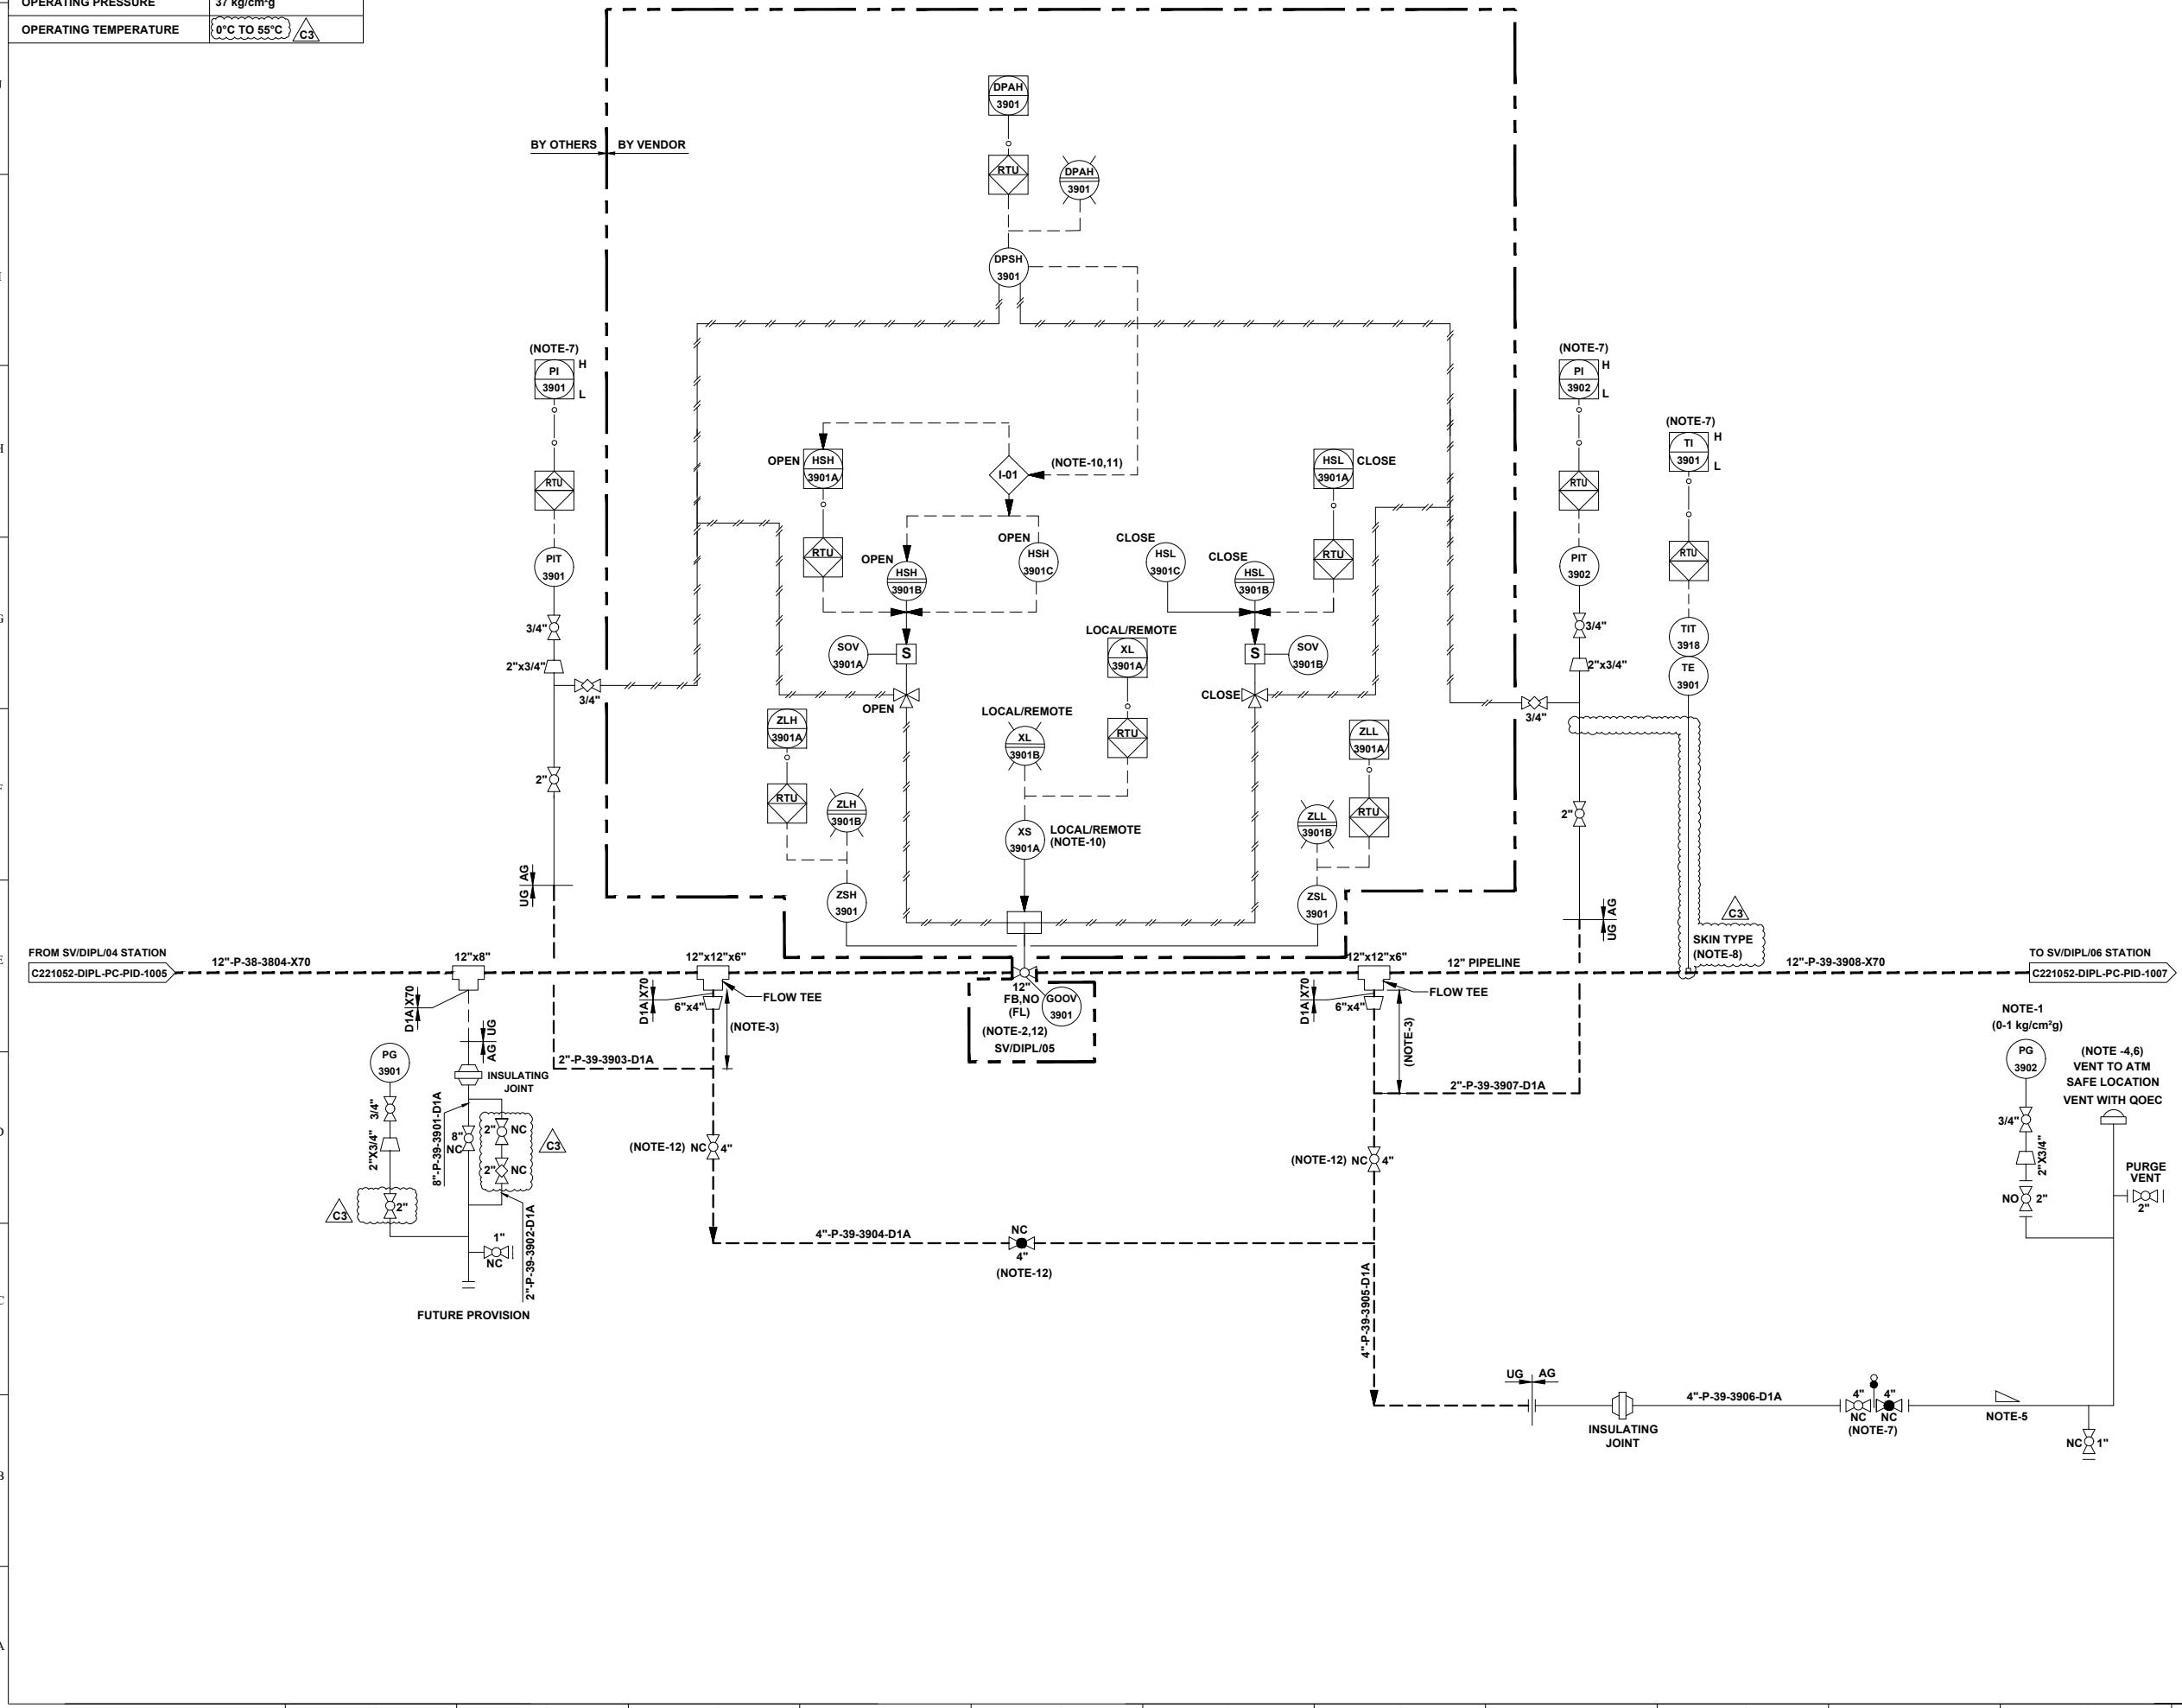 OPERATING PRESSURE 37 kg/cm²g
OPERATING TEMPERATURE 0°C TO 55°C C3
BY OTHERS BY VENDOR
DPAH
3901
RTU
DPAH
3901
DPSH
3901
(NOTE-7)
PI
3901
H
L
RTU
PIT
3901
3/4"
2"x3/4"
3/4"
2"
UG AG
OPEN
HSH
3901A
RTU
I-01
(NOTE-10,11)
OPEN
HSH
3901B
OPEN
HSH
3901C
SOV
3901A
S
OPEN
HSL
3901A
CLOSE
RTU
CLOSE
HSL
3901C
CLOSE
HSL
3901B
S
SOV
3901B
CLOSE
LOCAL/REMOTE
XL
3901A
RTU
LOCAL/REMOTE
XL
3901B
XS
3901A
LOCAL/REMOTE
(NOTE-10)
ZLH
3901A
RTU
ZLH
3901B
ZSH
3901
ZLL
3901A
RTU
ZLL
3901B
ZSL
3901
(NOTE-7)
PI
3902
H
L
RTU
PIT
3902
3/4"
2"x3/4"
3/4"
2"
UG AG
(NOTE-7)
TI
3901
H
L
RTU
TIT
3918
TE
3901
C3
SKIN TYPE
(NOTE-8)
FROM SV/DIPL/04 STATION
C221052-DIPL-PC-PID-1005
12"-P-38-3804-X70
12"x8"
12"x12"x6"
FLOW TEE
12"
FB,NO
(FL)
GOOV
3901
(NOTE-2,12)
SV/DIPL/05
12"x12"x6"
FLOW TEE
12" PIPELINE
12"-P-39-3908-X70
TO SV/DIPL/06 STATION
C221052-DIPL-PC-PID-1007
D1A X70
AG UG
D1A X70
6"x4"
(NOTE-3)
D1A X70
6"x4"
(NOTE-3)
2"-P-39-3903-D1A
2"-P-39-3907-D1A
PG
3901
3/4"
2"X3/4"
C3
2"
INSULATING
JOINT
8"-P-39-3901-D1A
8"
NC
2" NC
2" NC
C3
2"-P-39-3902-D1A
1"
NC
FUTURE PROVISION
(NOTE-12) NC 4"
4"-P-39-3904-D1A
NC
4"
(NOTE-12)
(NOTE-12) NC 4"
4"-P-39-3905-D1A
UG AG
INSULATING
JOINT
4"-P-39-3906-D1A
4" 4"
NC NC
(NOTE-7)
NOTE-5
NC 1"
NOTE-1
(0-1 kg/cm²g)
PG
3902
3/4"
2"X3/4"
NO 2"
(NOTE -4,6)
VENT TO ATM
SAFE LOCATION
VENT WITH QOEC
PURGE
VENT
2"
H
G
F
E
D
C
B
A